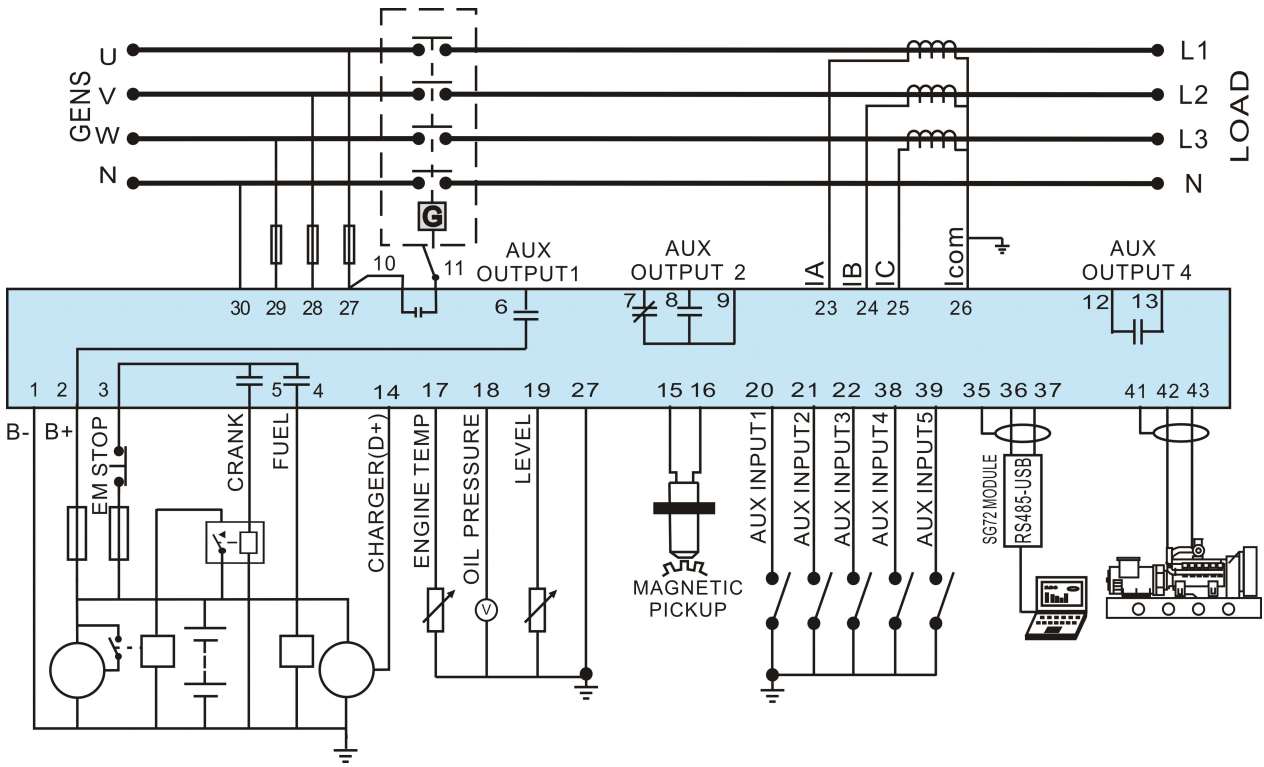 U
V
W
N
GENS
L1
L2
L3
N
LOAD
G
10
11
AUX
OUTPUT1
AUX
OUTPUT 2
IA
IB
IC
Icom
AUX
OUTPUT 4
30
29
28
27
6
7
8
9
23
24
25
26
12
13
1
2
3
5
4
14
17
18
19
27
15
16
20
21
22
38
39
35
36
37
41
42
43
B-
B+
EM STOP
CRANK
FUEL
CHARGER(D+)
ENGINE TEMP
OIL PRESSURE
LEVEL
V
MAGNETIC
PICKUP
AUX INPUT1
AUX INPUT2
AUX INPUT3
AUX INPUT4
AUX INPUT5
SG72 MODULE
RS485-USB